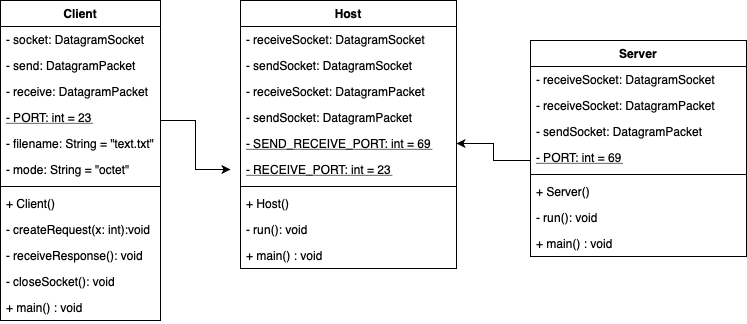 Client
- socket: DatagramSocket
- send: DatagramPacket
- receive: DatagramPacket
- PORT: int = 23
- filename: String = "text.txt"
- mode: String = "octet"
+ Client()
- createRequest(x: int):void
- receiveResponse(): void
- closeSocket(): void
+ main() : void
Host
- receiveSocket: DatagramSocket
- sendSocket: DatagramSocket
- receiveSocket: DatagramPacket
- sendSocket: DatagramPacket
- SEND_RECEIVE_PORT: int = 69
- RECEIVE_PORT: int = 23
+ Host()
- run(): void
+ main() : void
Server
- receiveSocket: DatagramSocket
- receiveSocket: DatagramPacket
- sendSocket: DatagramPacket
- PORT: int = 69
+ Server()
- run(): void
+ main() : void